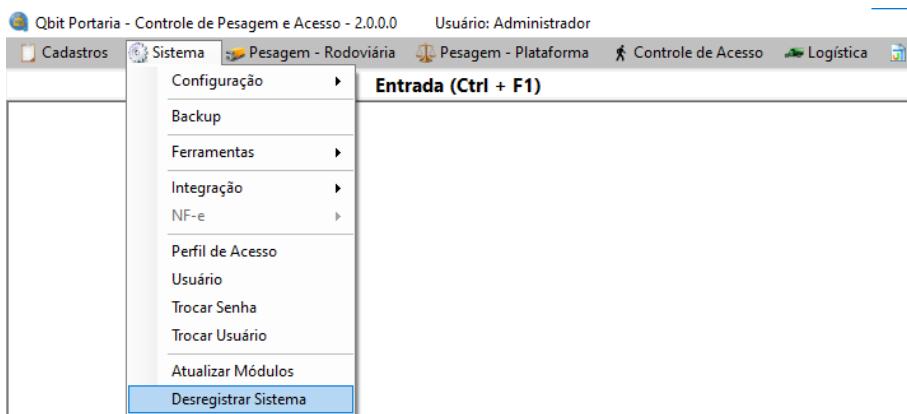 Qbit Portaria - Controle de Pesagem e Acesso - 2.0.0.0 Usuário: Administrador
Cadastros Sistema Pesagem - Rodoviária Pesagem - Plataforma Controle de Acesso Logística
Entrada (Ctrl + F1)
Configuração
Backup
Ferramentas
Integração
NF-e
Perfil de Acesso
Usuário
Trocar Senha
Trocar Usuário
Atualizar Módulos
Desregistrar Sistema